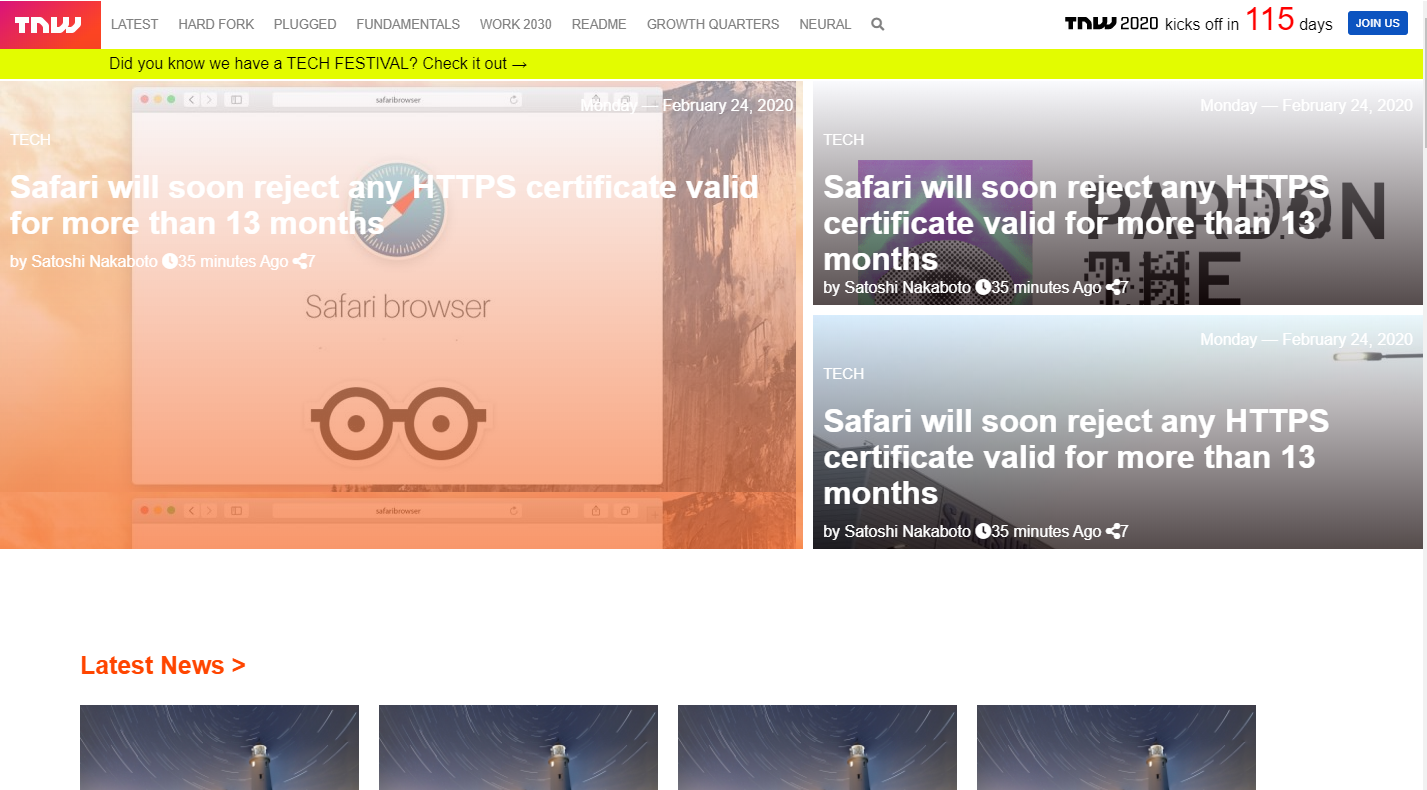 TNW LATEST HARD FORK PLUGGED FUNDAMENTALS WORK 2030 README GROWTH QUARTERS NEURAL TNW 2020 kicks off in 115 days JOIN US
Did you know we have a TECH FESTIVAL? Check it out →
safaribrowser
Monday — February 24, 2020
TECH
Safari will soon reject any HTTPS certificate valid
for more than 13 months
by Satoshi Nakaboto 35 minutes Ago 7
Safari browser
safaribrowser
Monday — February 24, 2020
TECH
Safari will soon reject any HTTPS
certificate valid for more than 13
months
by Satoshi Nakaboto 35 minutes Ago 7
PARDON
THE
Monday — February 24, 2020
TECH
Safari will soon reject any HTTPS
certificate valid for more than 13
months
by Satoshi Nakaboto 35 minutes Ago 7
Latest News >